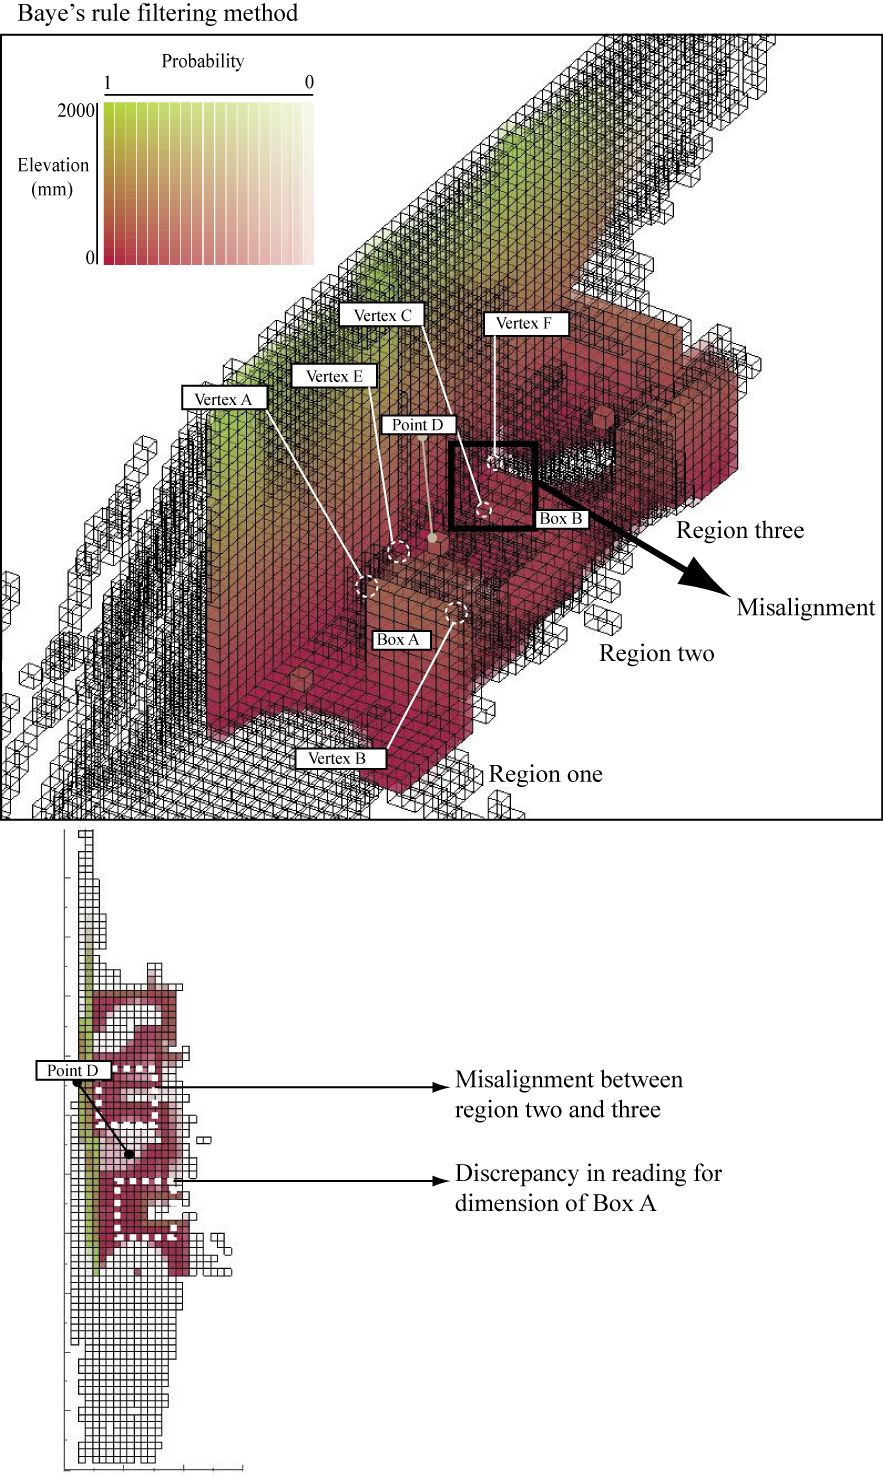 Baye's rule filtering method
Probability
1 0
2000
Elevation
(mm)
0
Vertex C
Vertex F
Vertex E
Vertex A
Point D
Box B
Region three
Misalignment
Box A
Region two
Vertex B
Region one
Point D
Misalignment between
region two and three
Discrepancy in reading for
dimension of Box A